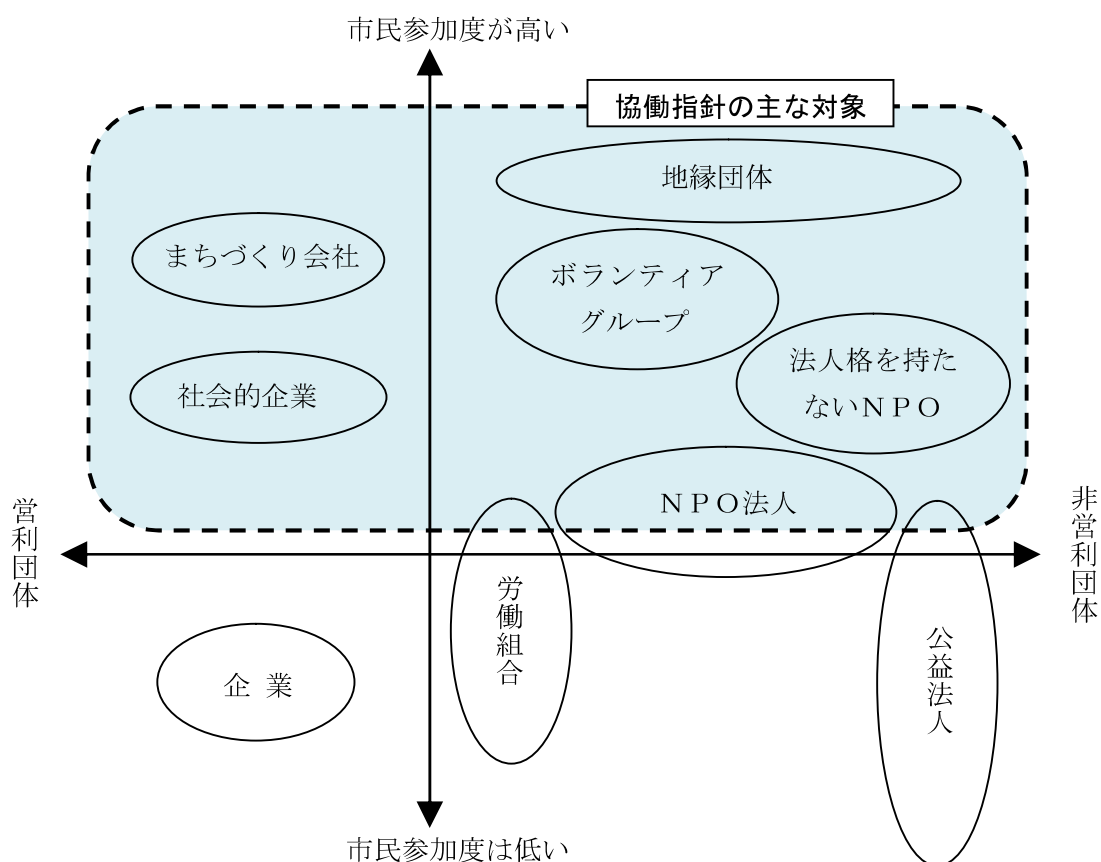 市民参加度が高い
協働指針の主な対象
地縁団体
まちづくり会社
ボランティア
グループ
法人格を持た
ないＮＰＯ
社会的企業
ＮＰＯ法人
営利団体
非営利団体
労働組合
公益法人
企 業
市民参加度は低い